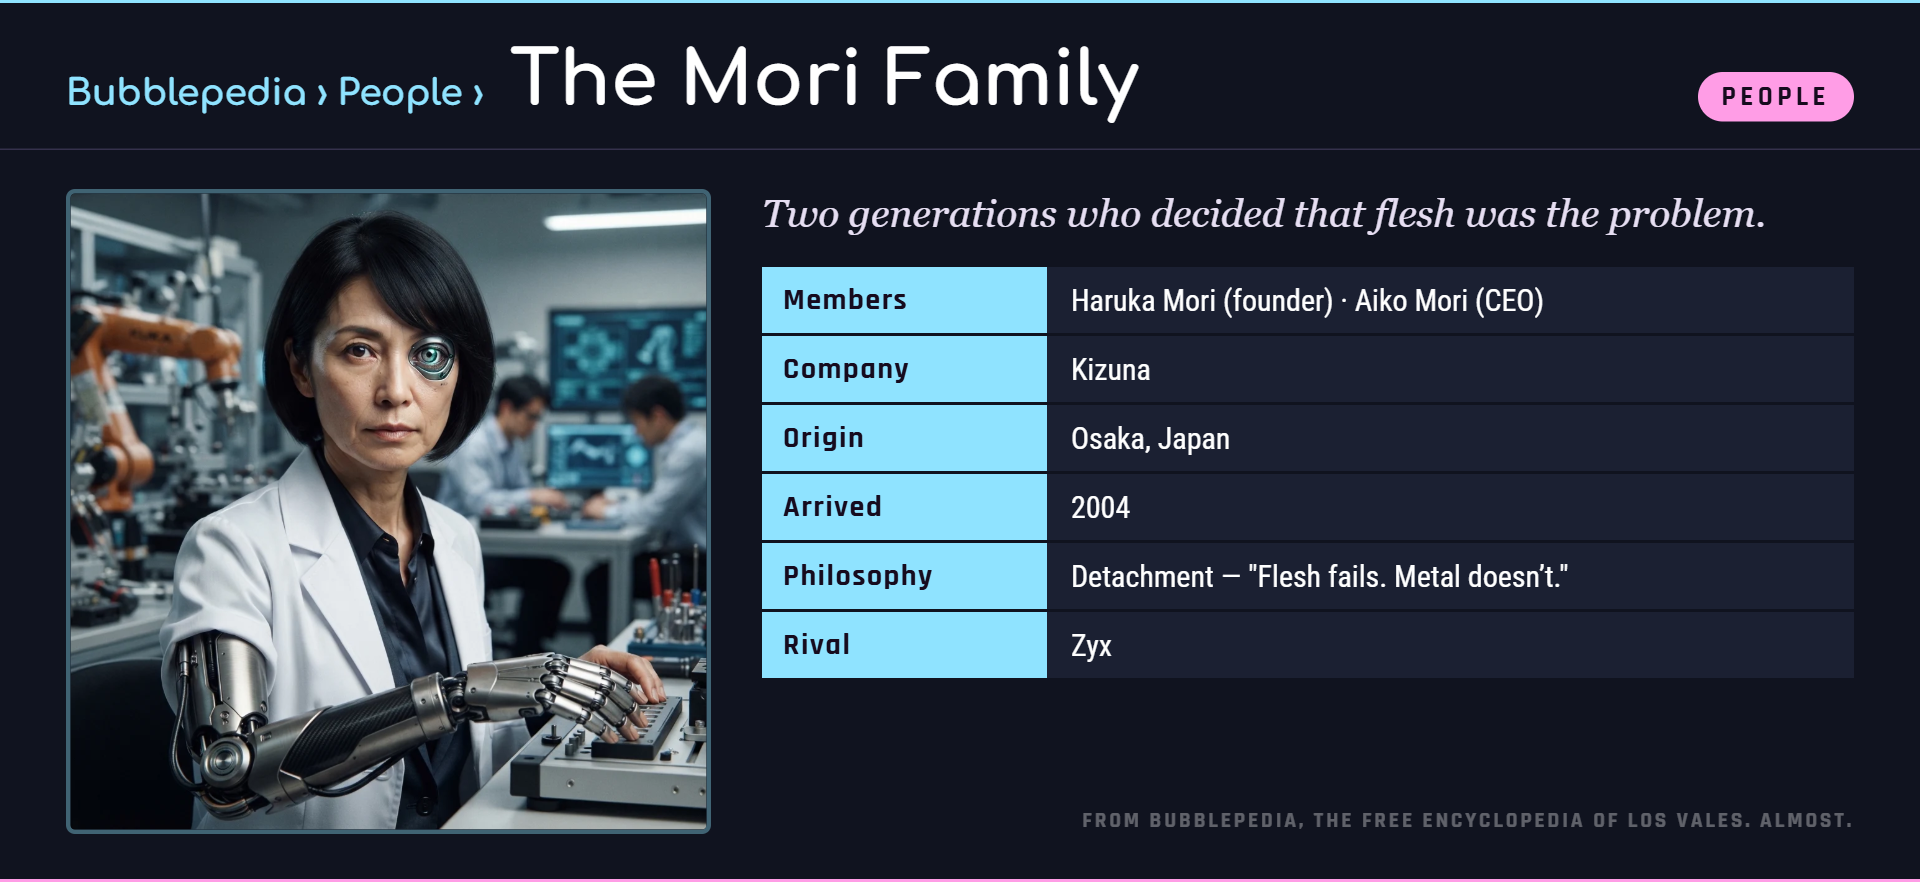 Bubblepedia › People › The Mori Family
PEOPLE
Two generations who decided that flesh was the problem.
Members Haruka Mori (founder) · Aiko Mori (CEO)
Company Kizuna
Origin Osaka, Japan
Arrived 2004
Philosophy Detachment — "Flesh fails. Metal doesn’t."
Rival Zyx
FROM BUBBLEPEDIA, THE FREE ENCYCLOPEDIA OF LOS VALES. ALMOST.